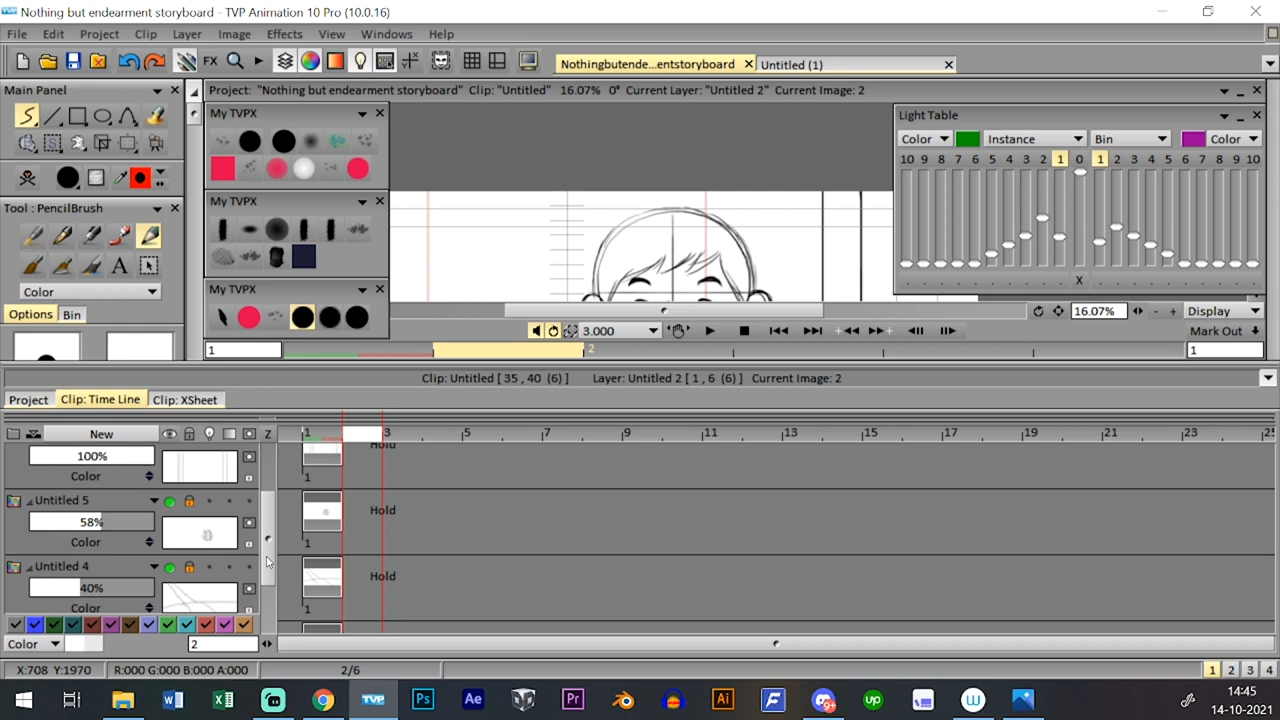 Nothing but endearment storyboard - TVP Animation 10 Pro (10.0.16)
File Edit Project Clip Layer Image Effects View Windows Help
FX Nothingbutende...entstoryboard Untitled (1)
Main Panel
Project: "Nothing but endearment storyboard" Clip: "Untitled" 16.07% 0° Current Layer: "Untitled 2" Current Image: 2
My TVPX
Light Table
Color Instance Bin Color
10 9 8 7 6 5 4 3 2 1 0 1 2 3 4 5 6 7 8 9 10
My TVPX
Tool : PencilBrush
A
X
Color
My TVPX
Options Bin
16.07% - + Display
3.000
Mark Out
1 2 1
Clip: Untitled [ 35 , 40 (6) ] Layer: Untitled 2 [ 1 , 6 (6) ] Current Image: 2
Project Clip: Time Line Clip: XSheet
New Z 1 3 5 7 9 11 13 15 17 19 21 23 25
100% Hold
Color 1
Untitled 5
58% Hold
Color 1
Untitled 4
40% Hold
Color 1
Color 2
X:708 Y:1970 R:000 G:000 B:000 A:000 2/6 1 2 3 4
TVP Ps Ae Pr Ai F 9+ up W
14:45
14-10-2021